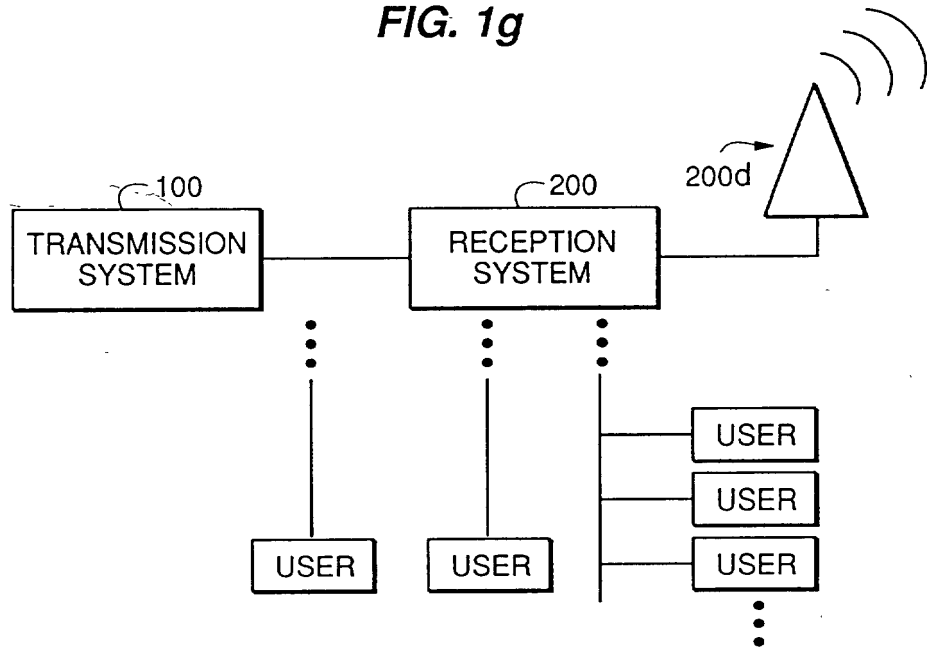 FIG. 1g
100
200
200d
TRANSMISSION
SYSTEM
RECEPTION
SYSTEM
USER
USER
USER
USER
USER